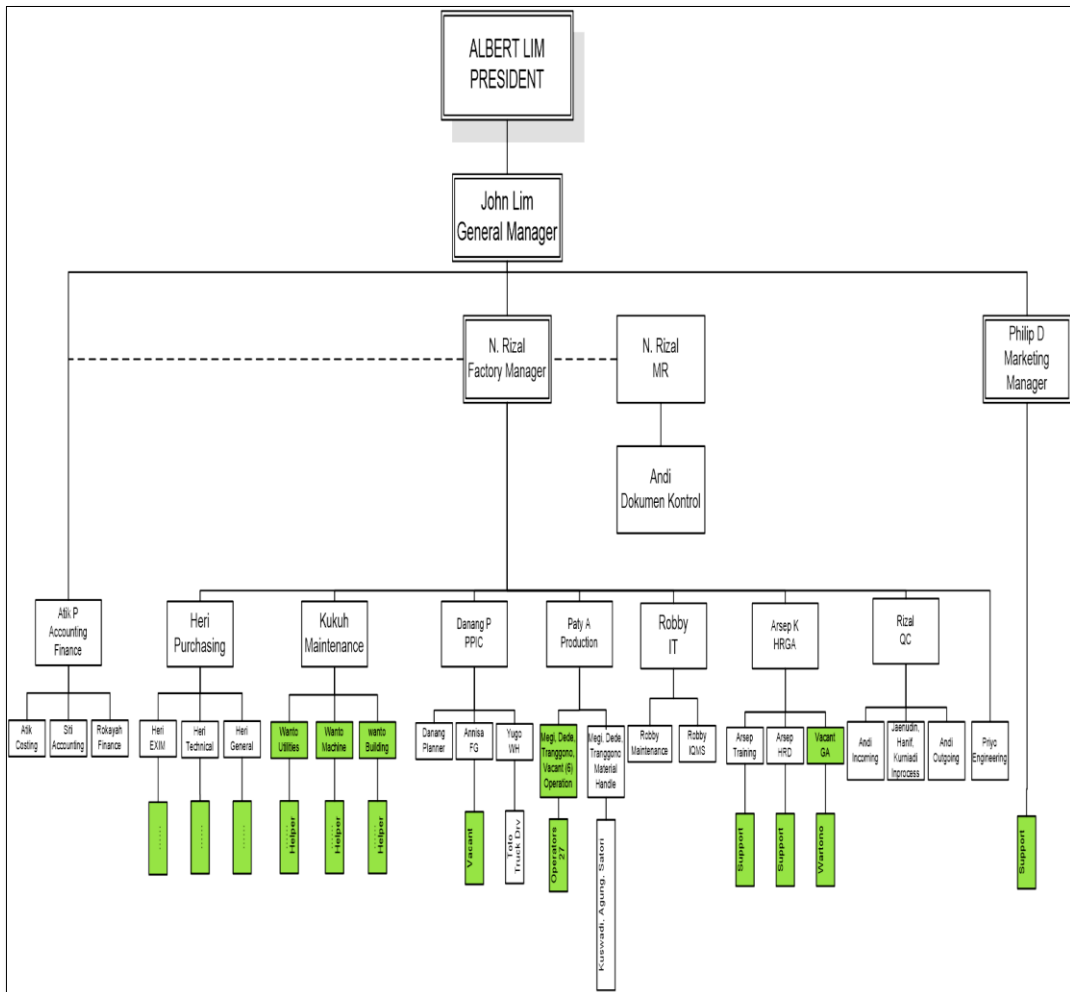 ALBERT LIM
PRESIDENT
John Lim
General Manager
N. Rizal
Factory Manager
N. Rizal
MR
Philip D
Marketing
Manager
Andi
Dokumen Kontrol
Atik P
Accounting
Finance
Heri
Purchasing
Kukuh
Maintenance
Danang P
PPIC
Paty A
Production
Robby
IT
Arsep K
HRGA
Rizal
QC
Atik
Costing
Siti
Accounting
Rokayah
Finance
Heri
EXIM
Heri
Technical
Heri
General
Wanto
Utilities
Wanto
Machine
wanto
Building
Danang
Planner
Annisa
FG
Yugo
WH
Megi, Dede,
Tranggono,
Vacant (6)
Operation
Megi, Dede,
Tranggono
Material
Handle
Robby
Maintenance
Robby
IQMS
Arsep
Training
Arsep
HRD
Vacant
GA
Andi
Incoming
Jaenudin,
Hanif,
Kurniadi
Inprocess
Andi
Outgoing
Priyo
Engineering
.......
.......
.......
.......
Helper
.......
Helper
.......
Helper
Vacant
Toto
Truck Drv
Operators
27
Kuswadi, Agung, Safori
Support
Support
Wartono
Support